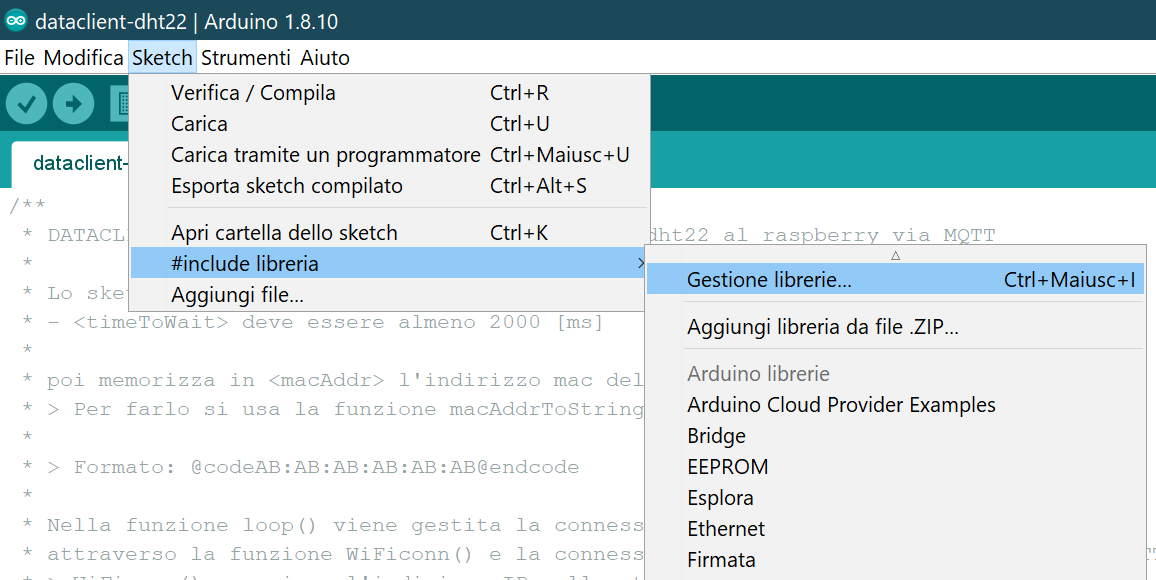 dataclient-dht22 | Arduino 1.8.10
File Modifica Sketch Strumenti Aiuto
Verifica / Compila Ctrl+R
Carica Ctrl+U
Carica tramite un programmatore Ctrl+Maiusc+U
Esporta sketch compilato Ctrl+Alt+S
Apri cartella dello sketch Ctrl+K
#include libreria
Aggiungi file...
Gestione librerie... Ctrl+Maiusc+I
Aggiungi libreria da file .ZIP...
Arduino librerie
Arduino Cloud Provider Examples
Bridge
EEPROM
Esplora
Ethernet
Firmata
dataclient-
/**
* DATACL dht22 al raspberry via MQTT
*
* Lo ske
* - <timeToWait> deve essere almeno 2000 [ms]
*
* poi memorizza in <macAddr> l'indirizzo mac del
* > Per farlo si usa la funzione macAddrToString
*
* > Formato: @codeAB:AB:AB:AB:AB:AB@endcode
*
* Nella funzione loop() viene gestita la conness
* attraverso la funzione WiFiconn() e la conness